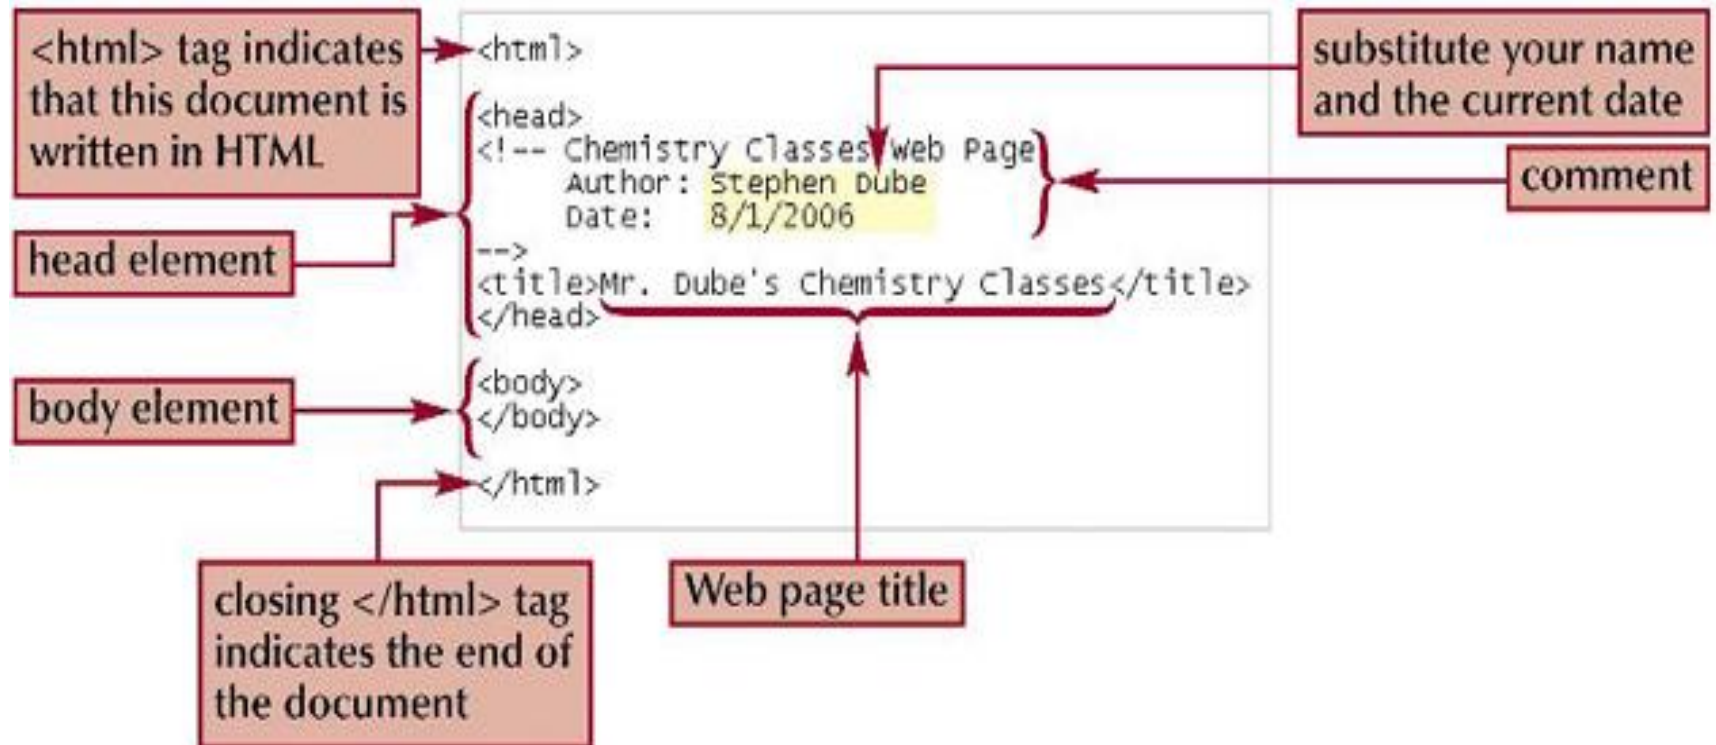 <html> tag indicates
that this document is
written in HTML
head element
body element
closing </html> tag
indicates the end of
the document
<html>
<head>
<!-- Chemistry Classes Web Page
Author: Stephen Dube
Date: 8/1/2006
-->
<title>Mr. Dube's Chemistry Classes</title>
</head>
<body>
</body>
</html>
Web page title
substitute your name
and the current date
comment